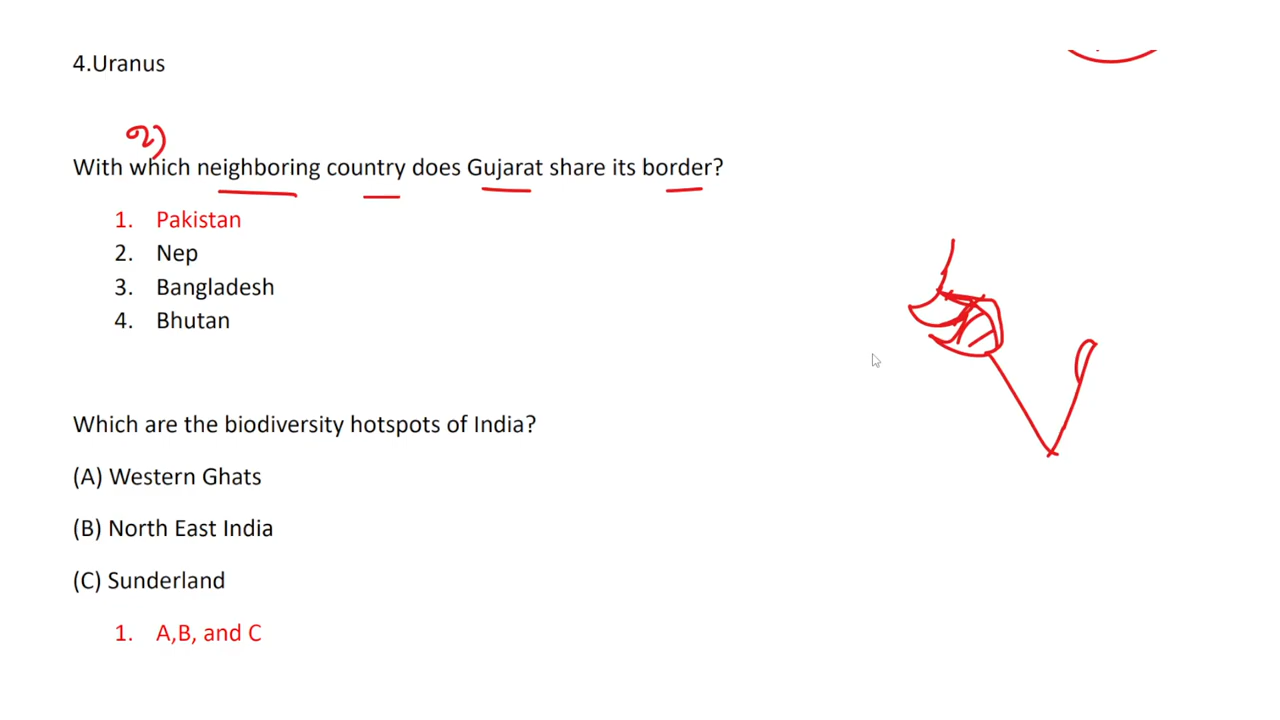 4.Uranus
2)
With which neighboring country does Gujarat share its border?
1. Pakistan
2. Nep
3. Bangladesh
4. Bhutan
Which are the biodiversity hotspots of India?
(A) Western Ghats
(B) North East India
(C) Sunderland
1. A,B, and C